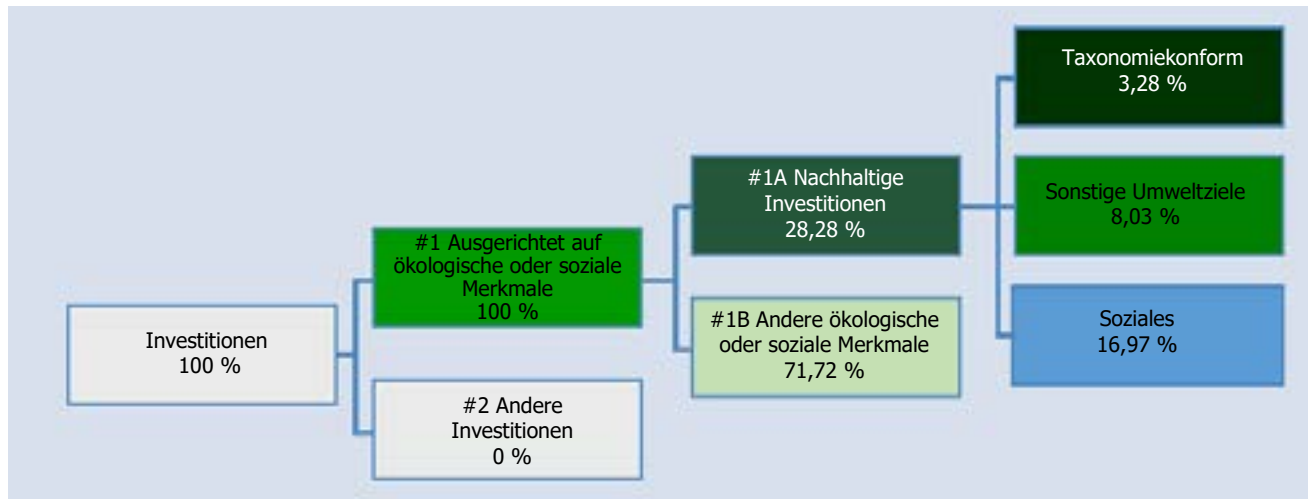 Investitionen
100 %
#1 Ausgerichtet auf
ökologische oder soziale
Merkmale
100 %
#2 Andere
Investitionen
0 %
#1A Nachhaltige
Investitionen
28,28 %
#1B Andere ökologische
oder soziale Merkmale
71,72 %
Taxonomiekonform
3,28 %
Sonstige Umweltziele
8,03 %
Soziales
16,97 %